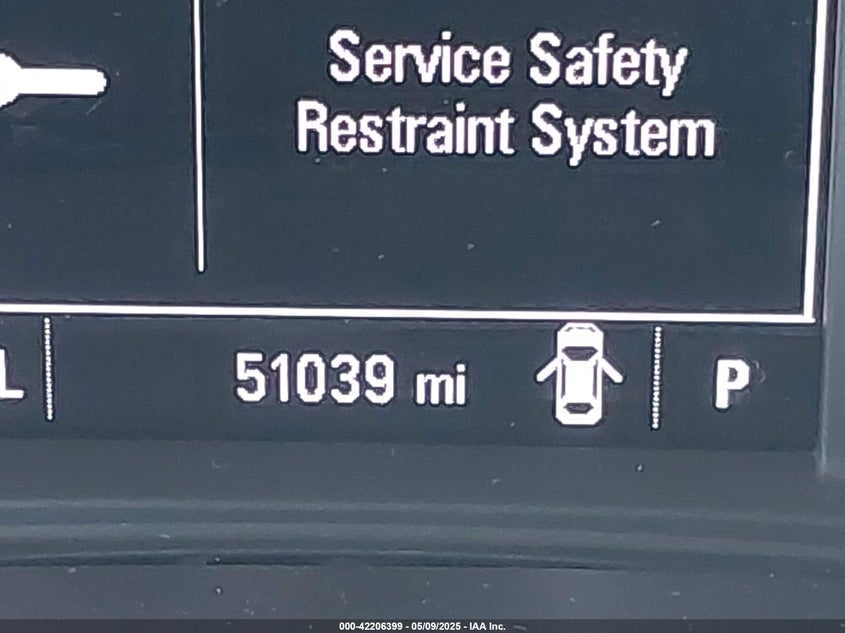 Service Safety
Restraint System
L
51039 mi
P
000-42206399 - 05/09/2025 - IAA Inc.